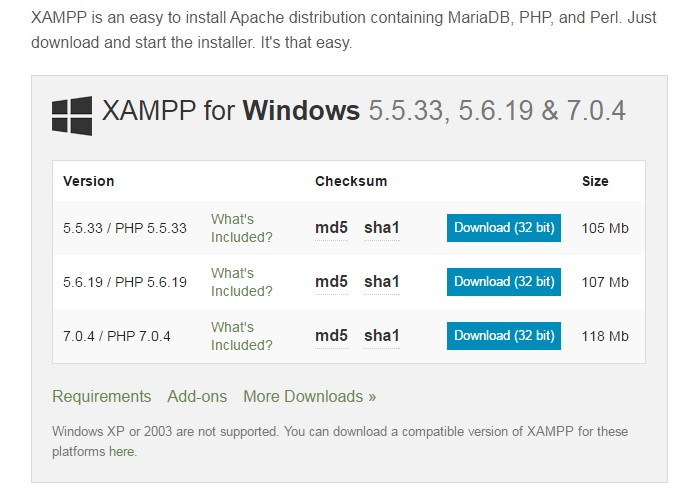 XAMPP is an easy to install Apache distribution containing MariaDB, PHP, and Perl. Just
download and start the installer. It's that easy.
XAMPP for Windows 5.5.33, 5.6.19 & 7.0.4
Version Checksum Size
5.5.33 / PHP 5.5.33 What's Included? md5 sha1 Download (32 bit) 105 Mb
5.6.19 / PHP 5.6.19 What's Included? md5 sha1 Download (32 bit) 107 Mb
7.0.4 / PHP 7.0.4 What's Included? md5 sha1 Download (32 bit) 118 Mb
Requirements Add-ons More Downloads »
Windows XP or 2003 are not supported. You can download a compatible version of XAMPP for these
platforms here.